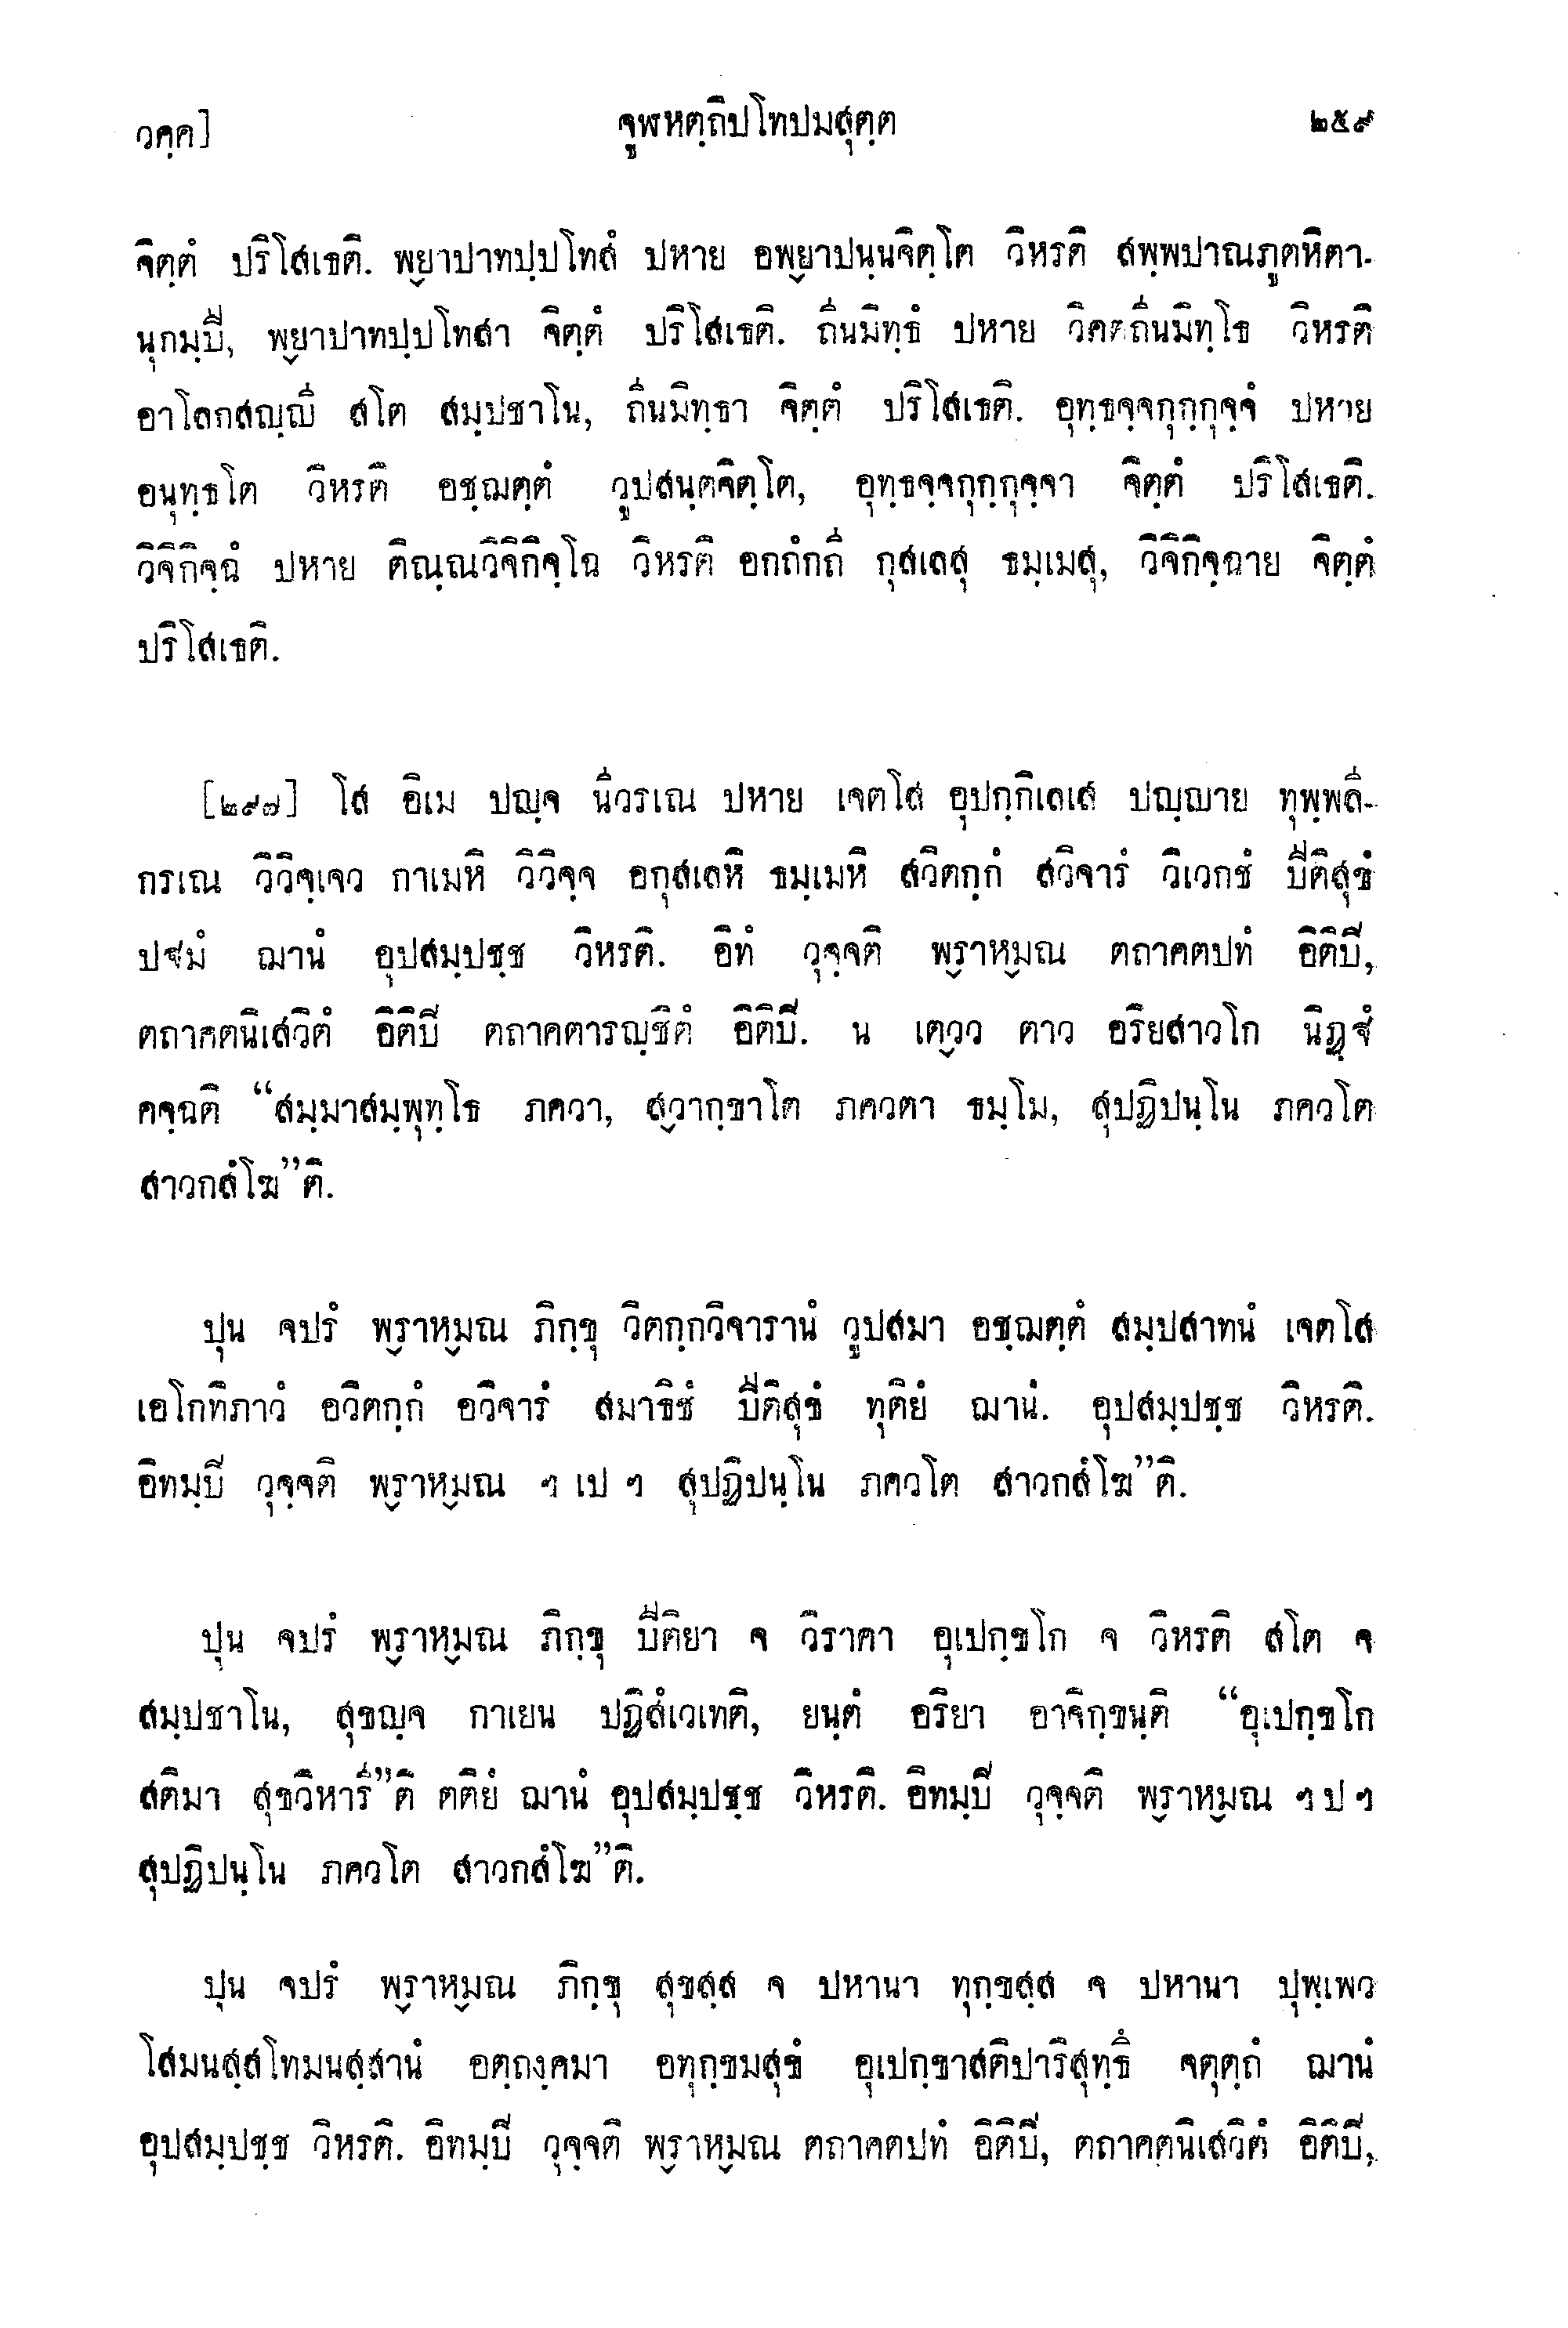 วคฺค]
จูฬหตฺถิปโทปมสุตฺต
๒๕๙
จิตฺตํ ปริโสเธติ. พฺยาปาทปฺปโทสํ ปหาย อพฺยาปนฺนจิตฺโต วิหรติ สพฺพปาณภูตหิตา-
นุกมฺปี, พฺยาปาทปฺปโทสา จิตฺตํ ปริโสเธติ. ถีนมิทฺธํ ปหาย วิคตถีนมิทฺโธ วิหรติ
อาโลกสญฺญี สโต สมฺปชาโน, ถีนมิทฺธา จิตฺตํ ปริโสเธติ. อุทฺธจฺจกุกฺกุจฺจํ ปหาย
อนุทฺธโต วิหรติ อชฺฌตฺตํ วูปสนฺตจิตฺโต, อุทฺธจฺจกุกฺกุจฺจา จิตฺตํ ปริโสเธติ.
วิจิกิจฺฉํ ปหาย ติณฺณวิจิกิจฺโฉ วิหรติ อกถํกถี กุสเลสุ ธมฺเมสุ, วิจิกิจฺฉาย จิตฺตํ
ปริโสเธติ.
[๒๙๗] โส อิเม ปญฺจ นีวรเณ ปหาย เจตโส อุปกฺกิเลเส ปญฺญาย ทุพฺพลี-
กรเณ วิวิจฺเจว กาเมหิ วิวิจฺจ อกุสเลหิ ธมฺเมหิ สวิตกฺกํ สวิจารํ วิเวกชํ ปีติสุขํ
ปฐมํ ฌานํ อุปสมฺปชฺช วิหรติ. อิทํ วุจฺจติ พฺราหฺมณ ตถาคตปทํ อิติปิ,
ตถาคตนิเสวิตํ อิติปิ ตถาคตารญฺชิตํ อิติปิ. น เตฺวว ตาว อริยสาวโก นิฏฺฐํ
คจฺฉติ “สมฺมาสมฺพุทฺโธ ภควา, สฺวากฺขาโต ภควตา ธมฺโม, สุปฏิปนฺโน ภควโต
สาวกสํโฆ”ติ.
ปุน จปรํ พฺราหฺมณ ภิกฺขุ วิตกฺกวิจารานํ วูปสมา อชฺฌตฺตํ สมฺปสาทนํ เจตโส
เอโกทิภาวํ อวิตกฺกํ อวิจารํ สมาธิชํ ปีติสุขํ ทุติยํ ฌานํ. อุปสมฺปชฺช วิหรติ.
อิทมฺปิ วุจฺจติ พฺราหฺมณ ฯ เป ฯ สุปฏิปนฺโน ภควโต สาวกสํโฆ”ติ.
ปุน จปรํ พฺราหฺมณ ภิกฺขุ ปีติยา จ วิราคา อุเปกฺขโก จ วิหรติ สโต จ
สมฺปชาโน, สุขญฺจ กาเยน ปฏิสํเวเทติ, ยนฺตํ อริยา อาจิกฺขนฺติ “อุเปกฺขโก
สติมา สุขวิหารี”ติ ตติยํ ฌานํ อุปสมฺปชฺช วิหรติ. อิทมฺปิ วุจฺจติ พฺราหฺมณ ฯ ป ฯ
สุปฏิปนฺโน ภควโต สาวกสํโฆ”ติ.
ปุน จปรํ พฺราหฺมณ ภิกฺขุ สุขสฺส จ ปหานา ทุกฺขสฺส จ ปหานา ปุพฺเพว
โสมนสฺสโทมนสฺสานํ อตฺถงฺคมา อทุกฺขมสุขํ อุเปกฺขาสติปาริสุทฺธึ จตุตฺถํ ฌานํ
อุปสมฺปชฺช วิหรติ. อิทมฺปิ วุจฺจติ พฺราหฺมณ ตถาคตปทํ อิติปิ, ตถาคตนิเสวิตํ อิติปิ,